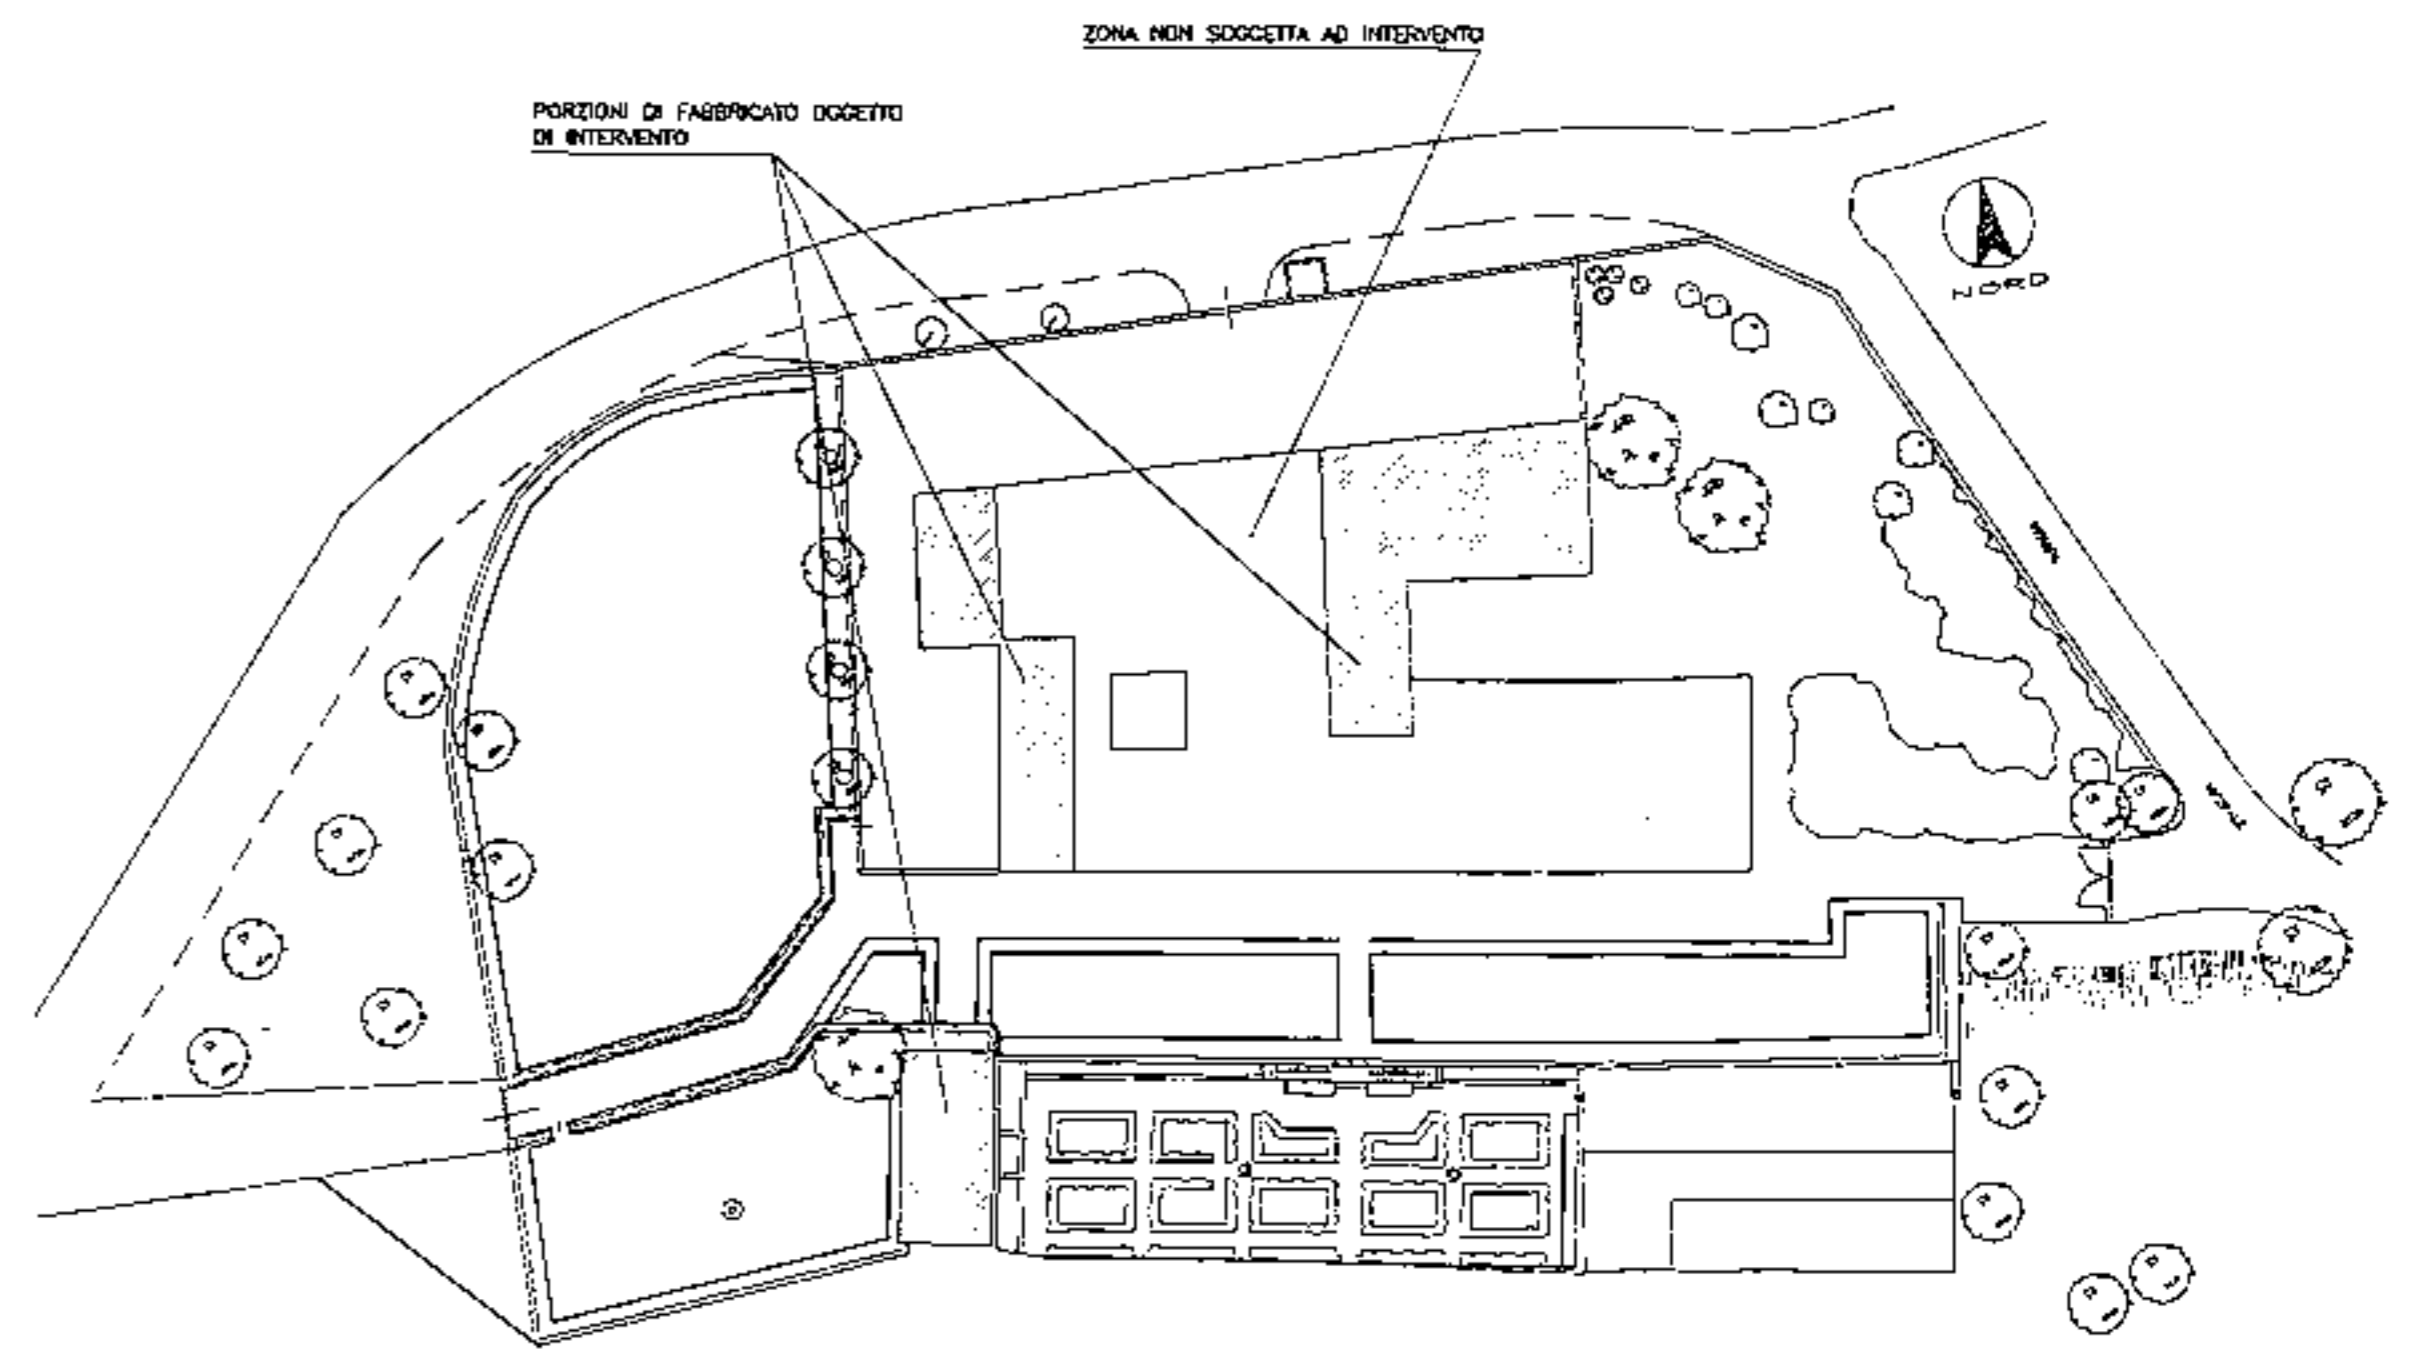 ZONA NON SOGGETTA AD INTERVENTO
PORZIONI DI FABBRICATO OGGETTO
DI INTERVENTO
NORD